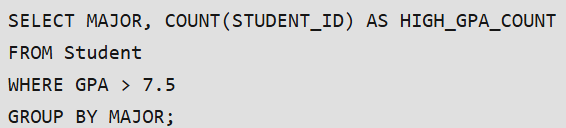 SELECT MAJOR, COUNT(STUDENT_ID) AS HIGH_GPA_COUNT
FROM Student
WHERE GPA > 7.5
GROUP BY MAJOR;